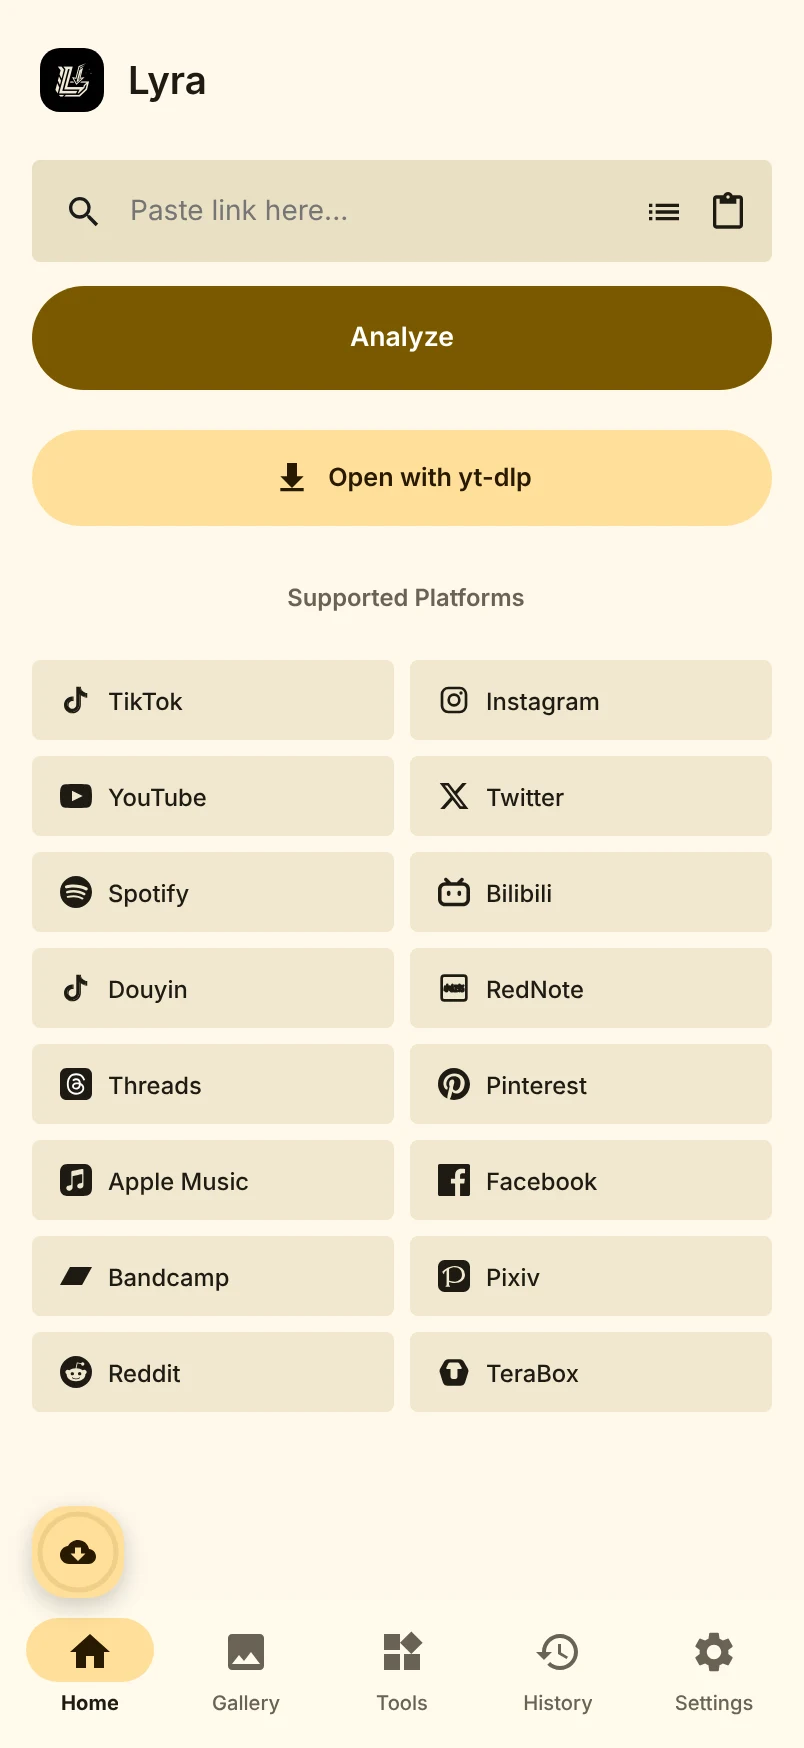 Lyra
Paste link here...
Analyze
Open with yt-dlp
Supported Platforms
TikTok
Instagram
YouTube
Twitter
Spotify
Bilibili
Douyin
RedNote
Threads
Pinterest
Apple Music
Facebook
Bandcamp
Pixiv
Reddit
TeraBox
Home
Gallery
Tools
History
Settings